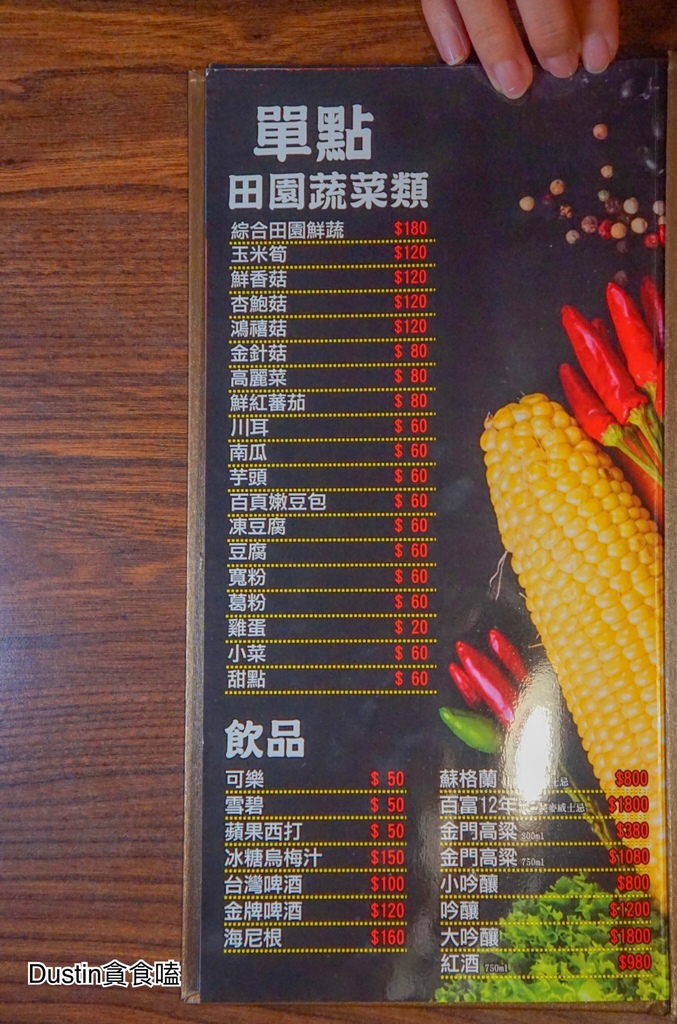 單點
田園蔬菜類
綜合田園鮮蔬 $180
玉米筍 $120
鮮香菇 $120
杏鮑菇 $120
鴻禧菇 $120
金針菇 $ 80
高麗菜 $ 80
鮮紅蕃茄 $ 80
川耳 $ 60
南瓜 $ 60
芋頭 $ 60
百頁嫩豆包 $ 60
凍豆腐 $ 60
豆腐 $ 60
寬粉 $ 60
葛粉 $ 60
雞蛋 $ 20
小菜 $ 60
甜點 $ 60
飲品
可樂 $ 50
雪碧 $ 50
蘋果西打 $ 50
冰糖烏梅汁 $150
台灣啤酒 $100
金牌啤酒 $120
海尼根 $160
蘇格蘭 士忌 $800
百富12年 麥威士忌 $1800
金門高粱 300ml $380
金門高粱 750ml $1080
小吟釀 $800
吟釀 $1200
大吟釀 $1800
紅酒 750ml $980
Dustin貪食嗑